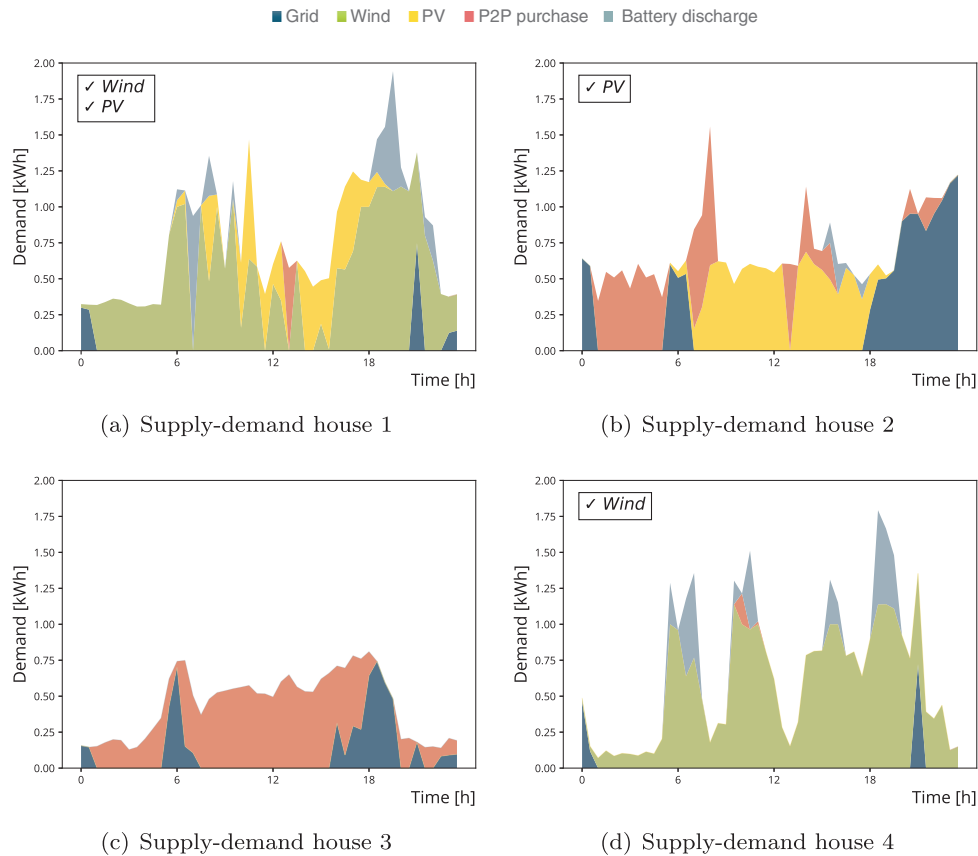 Grid Wind PV P2P purchase Battery discharge
✓ Wind
✓ PV
Demand [kWh]
2.00
1.75
1.50
1.25
1.00
0.75
0.50
0.25
0.00
0 6 12 18
Time [h]
(a) Supply-demand house 1
✓ PV
Demand [kWh]
2.00
1.75
1.50
1.25
1.00
0.75
0.50
0.25
0.00
0 6 12 18
Time [h]
(b) Supply-demand house 2
Demand [kWh]
2.00
1.75
1.50
1.25
1.00
0.75
0.50
0.25
0.00
0 6 12 18
Time [h]
(c) Supply-demand house 3
✓ Wind
Demand [kWh]
2.00
1.75
1.50
1.25
1.00
0.75
0.50
0.25
0.00
0 6 12 18
Time [h]
(d) Supply-demand house 4